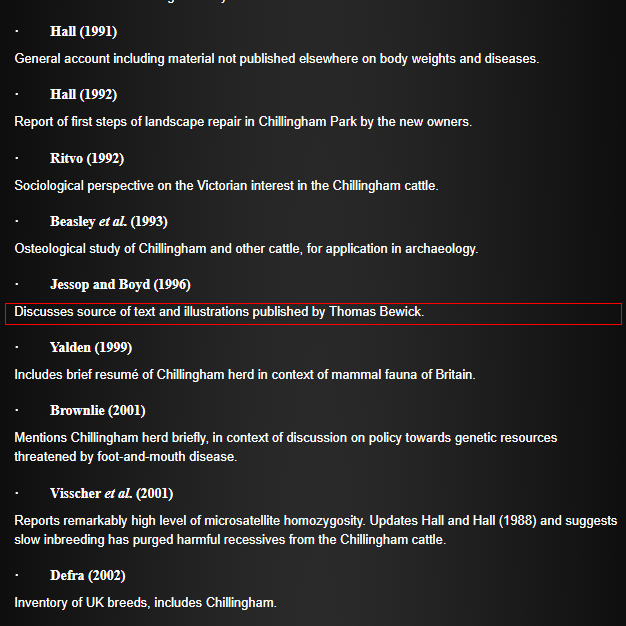 · Hall (1991)
General account including material not published elsewhere on body weights and diseases.
· Hall (1992)
Report of first steps of landscape repair in Chillingham Park by the new owners.
· Ritvo (1992)
Sociological perspective on the Victorian interest in the Chillingham cattle.
· Beasley et al. (1993)
Osteological study of Chillingham and other cattle, for application in archaeology.
· Jessop and Boyd (1996)
Discusses source of text and illustrations published by Thomas Bewick.
· Yalden (1999)
Includes brief resumé of Chillingham herd in context of mammal fauna of Britain.
· Brownlie (2001)
Mentions Chillingham herd briefly, in context of discussion on policy towards genetic resources
threatened by foot-and-mouth disease.
· Visscher et al. (2001)
Reports remarkably high level of microsatellite homozygosity. Updates Hall and Hall (1988) and suggests
slow inbreeding has purged harmful recessives from the Chillingham cattle.
· Defra (2002)
Inventory of UK breeds, includes Chillingham.